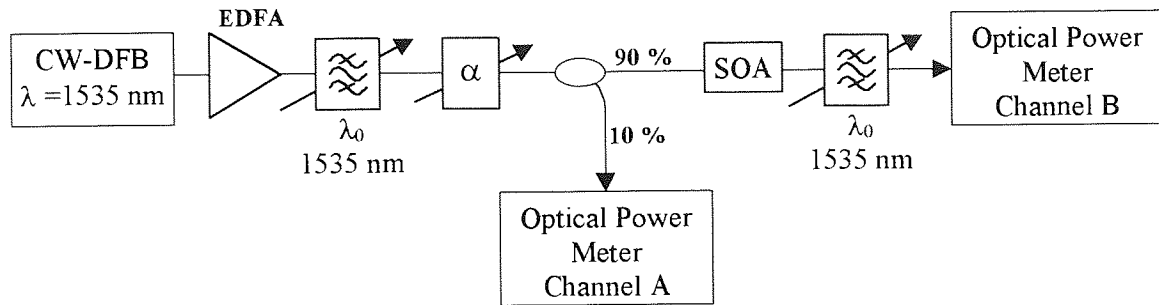 EDFA
CW-DFB
λ =1535 nm
α
90 %
SOA
Optical Power
Meter
Channel B
λ0
1535 nm
10 %
λ0
1535 nm
Optical Power
Meter
Channel A